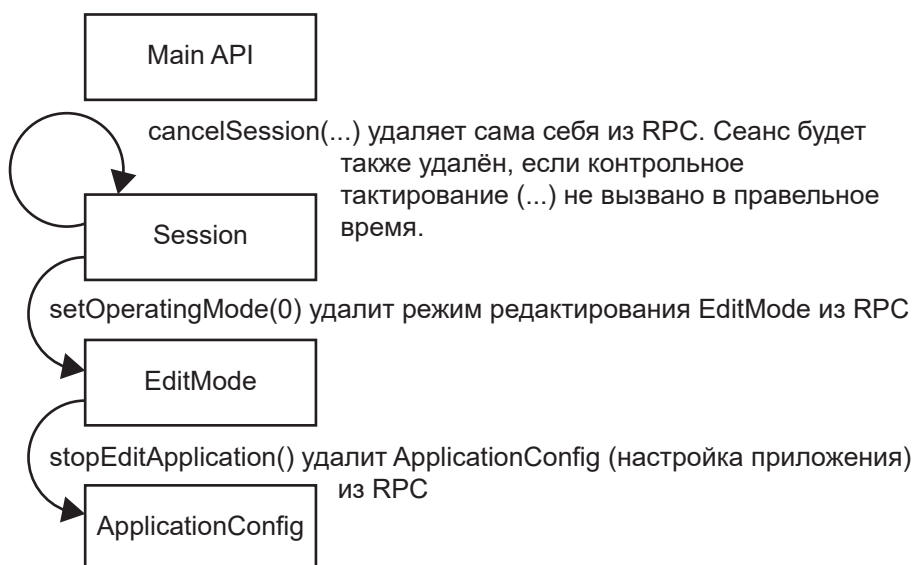 Main API
cancelSession(...) удаляет сама себя из RPC. Сеанс будет
также удалён, если контрольное
тактирование (...) не вызвано в правельное
время.
Session
setOperatingMode(0) удалит режим редактирования EditMode из RPC
EditMode
stopEditApplication() удалит ApplicationConfig (настройка приложения)
из RPC
ApplicationConfig